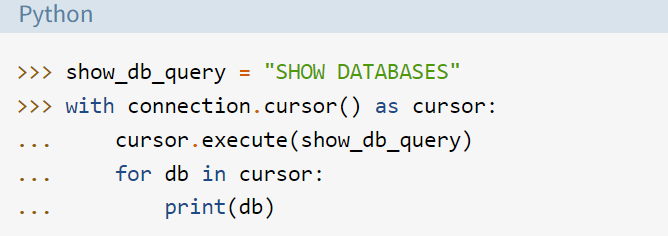 Python
>>> show_db_query = "SHOW DATABASES"
>>> with connection.cursor() as cursor:
...     cursor.execute(show_db_query)
...     for db in cursor:
...         print(db)